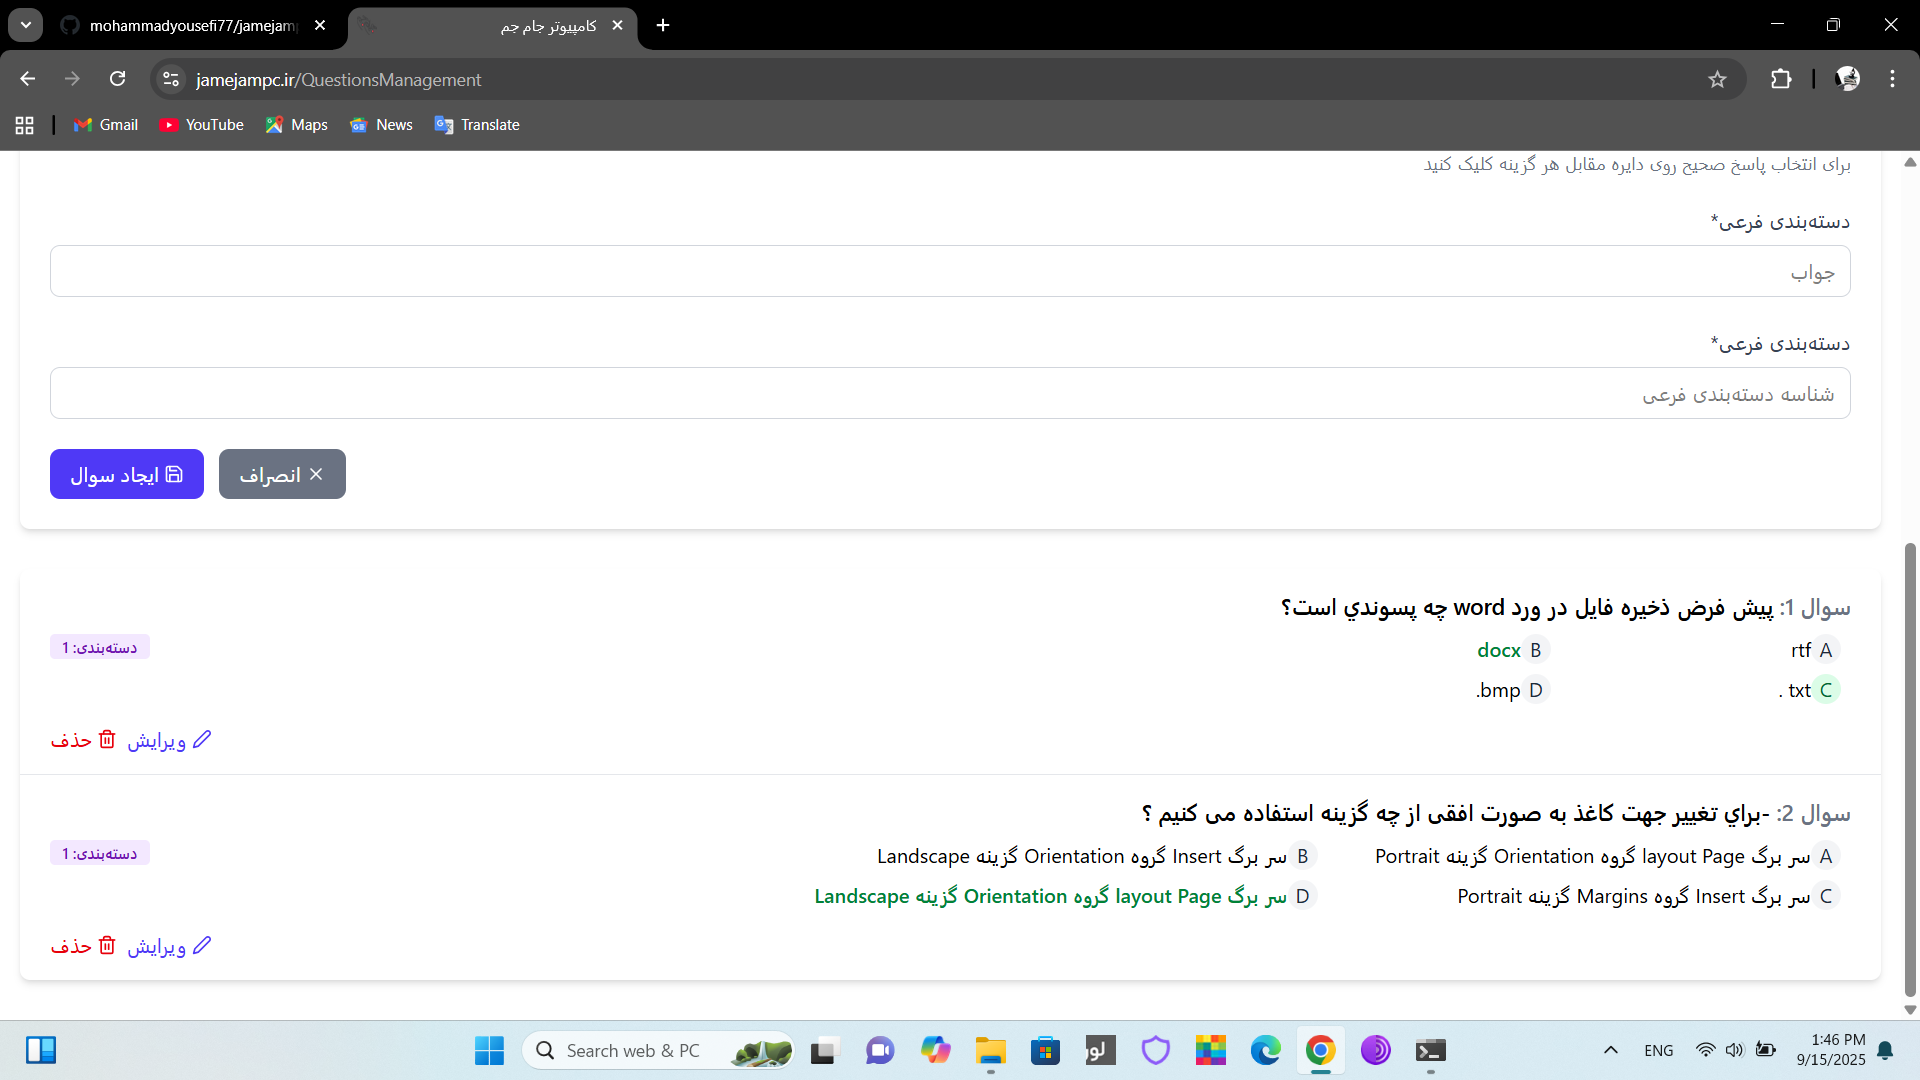 mohammadyousefi77/jamejam
کامپیوتر جام جم
jamejampc.ir/QuestionsManagement
Gmail
YouTube
Maps
News
Translate
برای انتخاب پاسخ صحیح روی دایره مقابل هر گزینه کلیک کنید
دسته‌بندی فرعی*
جواب
دسته‌بندی فرعی*
شناسه دسته‌بندی فرعی
انصراف
ایجاد سوال
سوال 1: پیش فرض ذخیره فایل در ورد word چه پسوندي است؟
A rtf
B docx
C txt .
D .bmp
دسته‌بندی: 1
ویرایش
حذف
سوال 2: -براي تغییر جهت کاغذ به صورت افقی از چه گزینه استفاده می کنیم ؟
A سر برگ layout Page گروه Orientation گزینه Portrait
B سر برگ Insert گروه Orientation گزینه Landscape
C سر برگ Insert گروه Margins گزینه Portrait
D سر برگ layout Page گروه Orientation گزینه Landscape
دسته‌بندی: 1
ویرایش
حذف
Search web & PC
لور
ENG
1:46 PM
9/15/2025